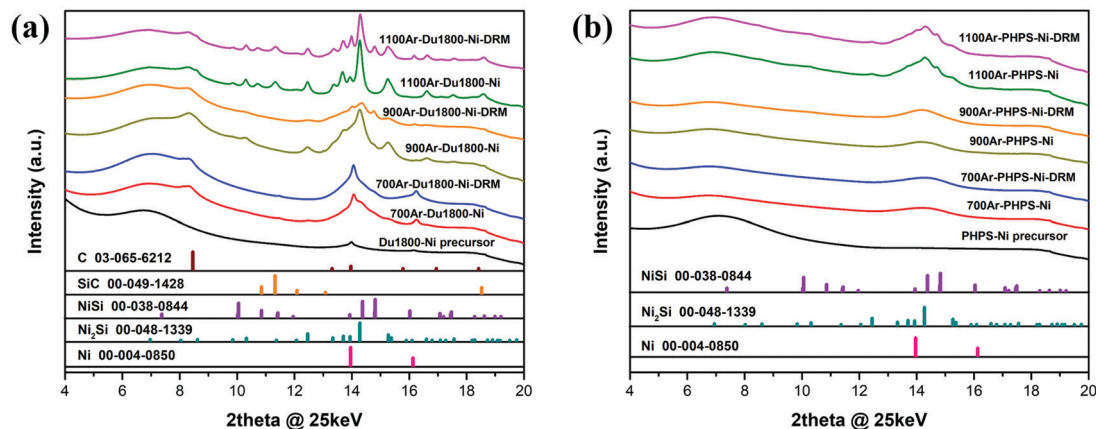 (a)
Intensity (a.u.)
1100Ar-Du1800-Ni-DRM
1100Ar-Du1800-Ni
900Ar-Du1800-Ni-DRM
900Ar-Du1800-Ni
700Ar-Du1800-Ni-DRM
700Ar-Du1800-Ni
Du1800-Ni precursor
C 03-065-6212
SiC 00-049-1428
NiSi 00-038-0844
Ni₂Si 00-048-1339
Ni 00-004-0850
4 6 8 10 12 14 16 18 20
2theta @ 25keV
(b)
Intensity (a.u.)
1100Ar-PHPS-Ni-DRM
1100Ar-PHPS-Ni
900Ar-PHPS-Ni-DRM
900Ar-PHPS-Ni
700Ar-PHPS-Ni-DRM
700Ar-PHPS-Ni
PHPS-Ni precursor
NiSi 00-038-0844
Ni₂Si 00-048-1339
Ni 00-004-0850
4 6 8 10 12 14 16 18 20
2theta @ 25keV